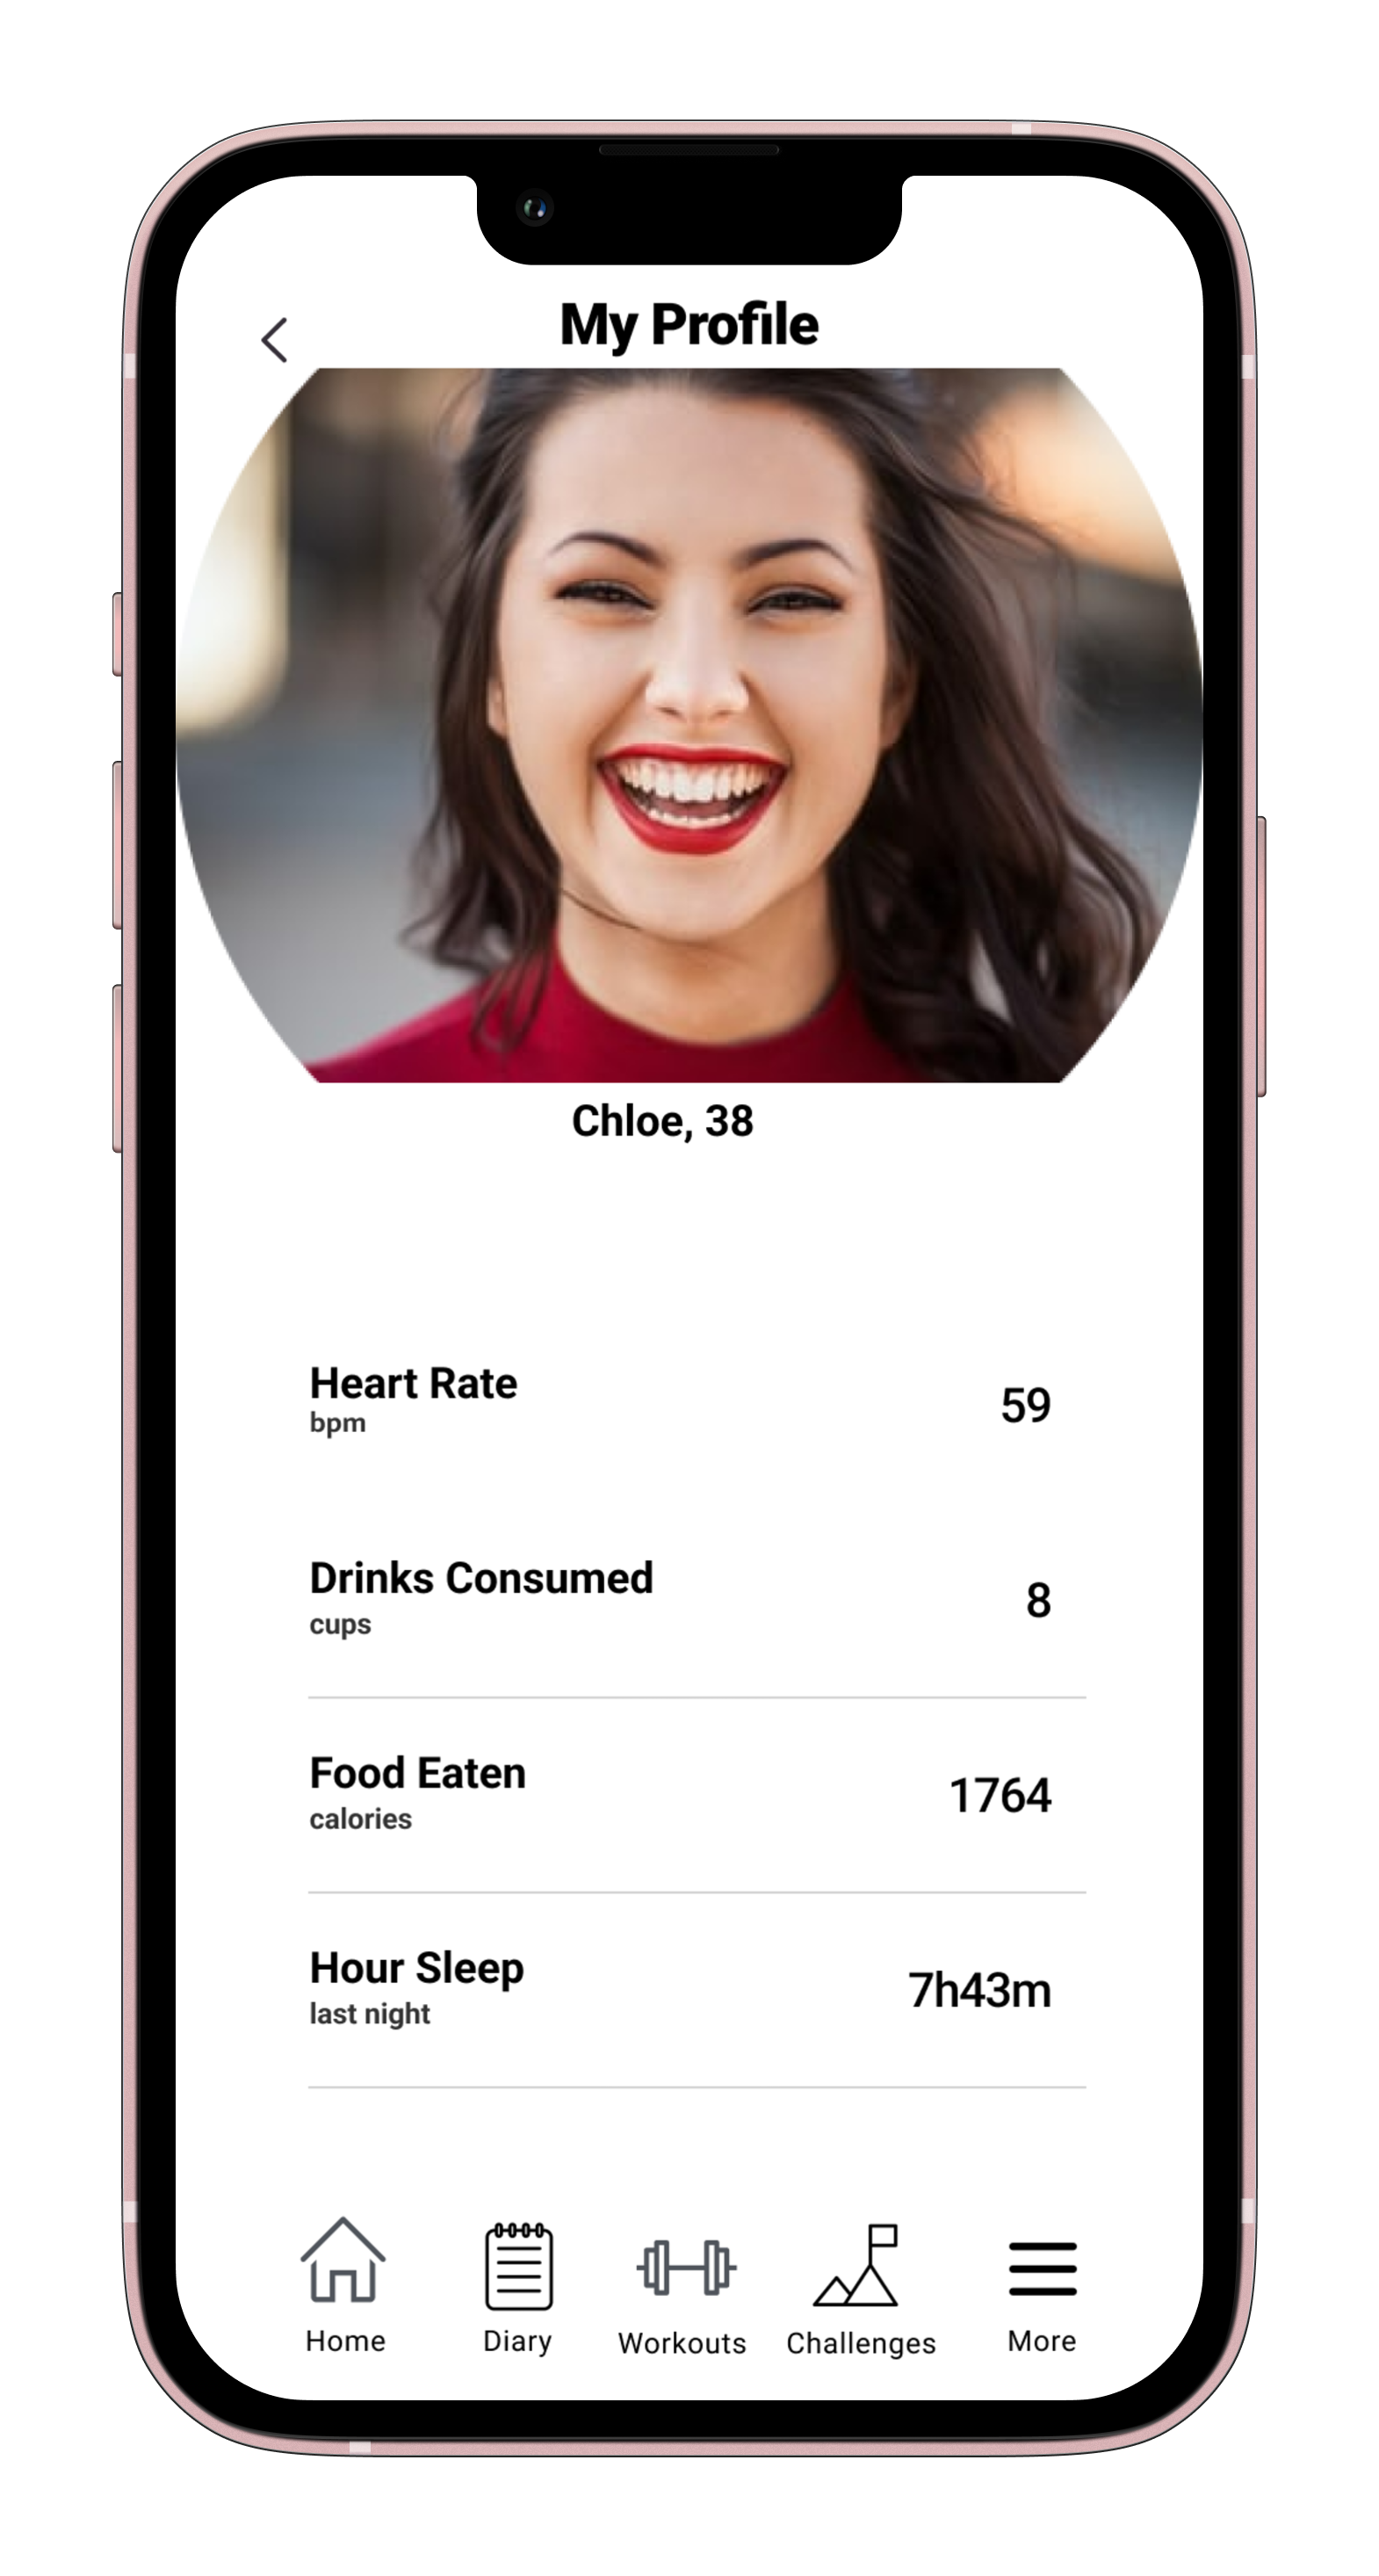 My Profile
Chloe, 38
Heart Rate
bpm
59
Drinks Consumed
cups
8
Food Eaten
calories
1764
Hour Sleep
last night
7h43m
Home
Diary
Workouts
Challenges
More